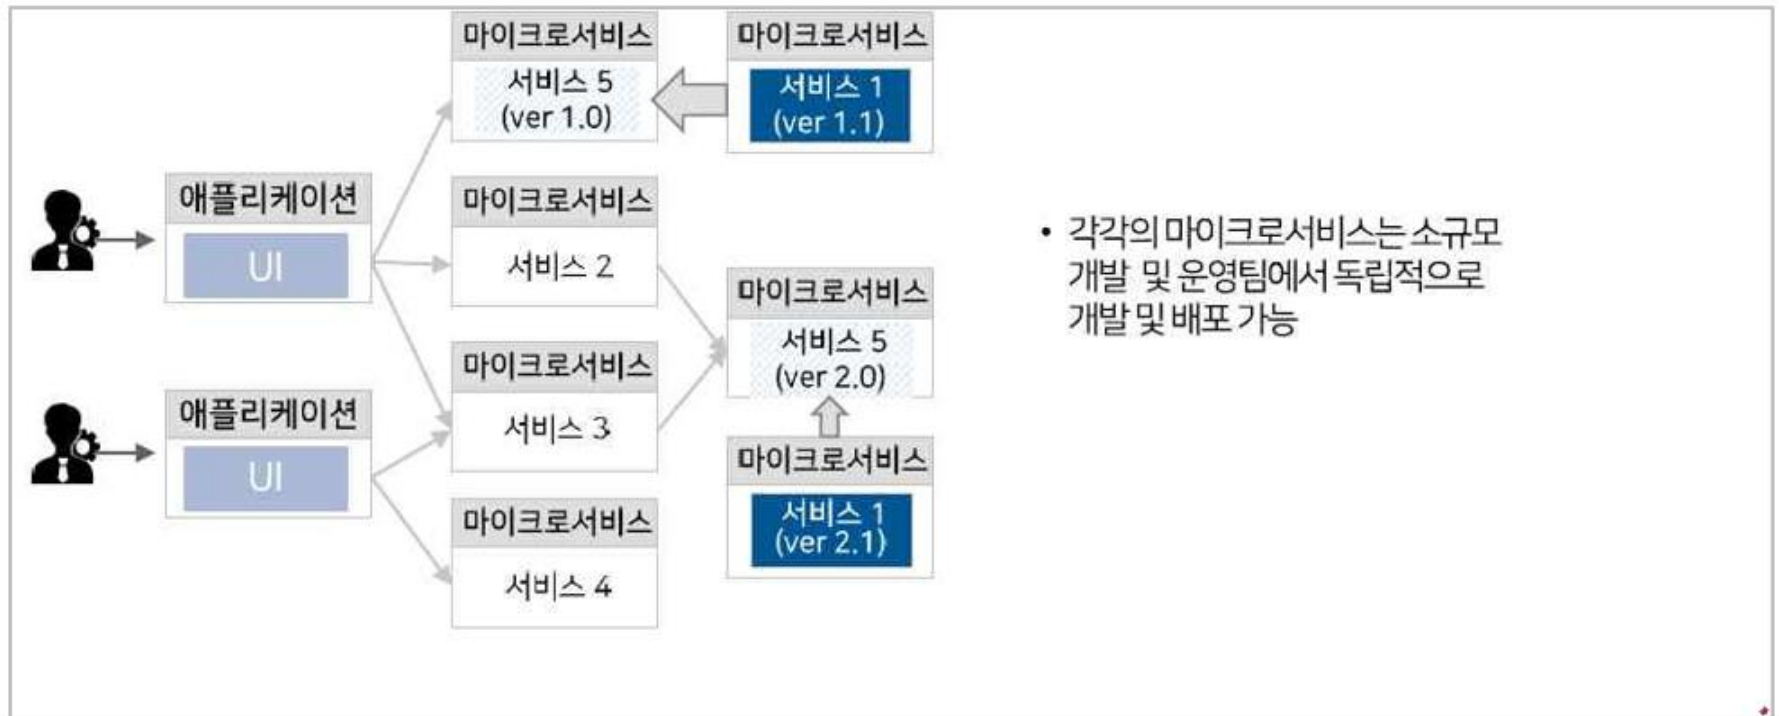 마이크로서비스
서비스 5
(ver 1.0)
마이크로서비스
서비스 1
(ver 1.1)
애플리케이션
UI
마이크로서비스
서비스 2
마이크로서비스
서비스 5
(ver 2.0)
마이크로서비스
서비스 3
애플리케이션
UI
마이크로서비스
서비스 1
(ver 2.1)
마이크로서비스
서비스 4
• 각각의 마이크로서비스는 소규모
개발 및 운영팀에서 독립적으로
개발 및 배포 가능